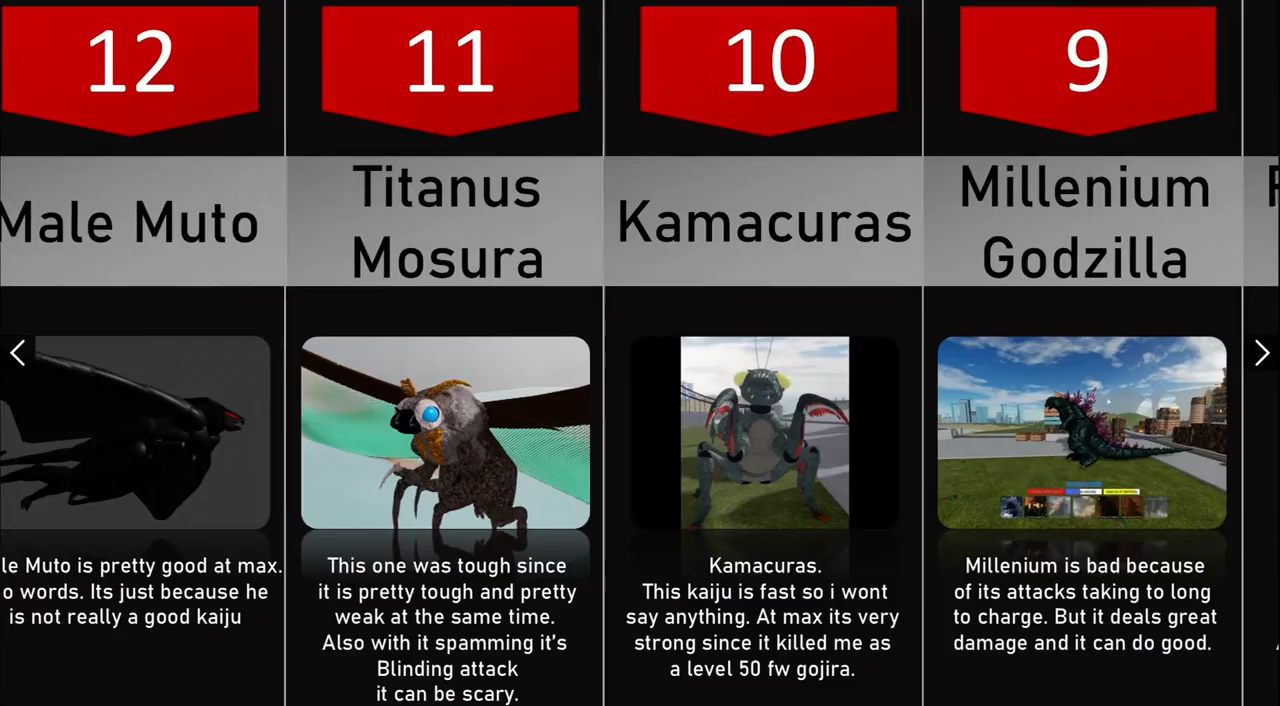 12
Male Muto
le Muto is pretty good at max.
o words. Its just because he
is not really a good kaiju
11
Titanus
Mosura
This one was tough since
it is pretty tough and pretty
weak at the same time.
Also with it spamming it’s
Blinding attack
it can be scary.
10
Kamacuras
Kamacuras.
This kaiju is fast so i wont
say anything. At max its very
strong since it killed me as
a level 50 fw gojira.
9
Millenium
Godzilla
Millenium is bad because
of its attacks taking to long
to charge. But it deals great
damage and it can do good.